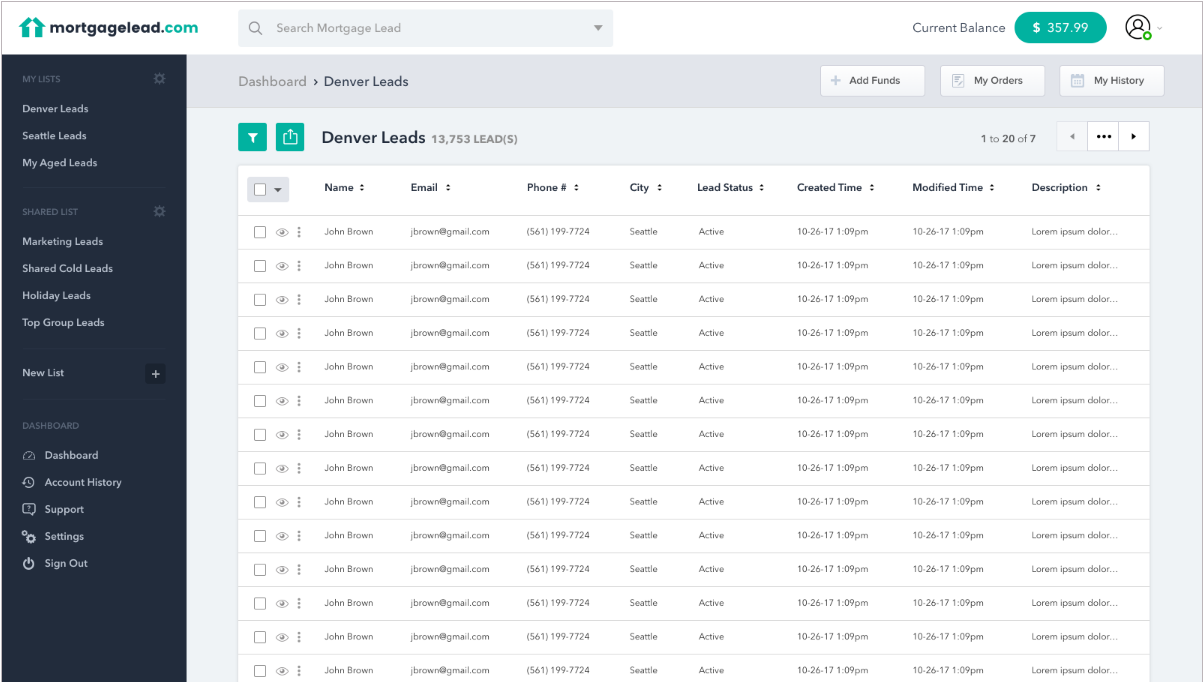 mortgagelead.com
Search Mortgage Lead
Current Balance
$ 357.99
MY LISTS
Denver Leads
Seattle Leads
My Aged Leads
SHARED LIST
Marketing Leads
Shared Cold Leads
Holiday Leads
Top Group Leads
New List +
DASHBOARD
Dashboard
Account History
Support
Settings
Sign Out
Dashboard › Denver Leads
+ Add Funds
My Orders
My History
Denver Leads 13,753 LEAD(S)
1 to 20 of 7
Name Email Phone # City Lead Status Created Time Modified Time Description
John Brown jbrown@gmail.com (561) 199-7724 Seattle Active 10-26-17 1:09pm 10-26-17 1:09pm Lorem ipsum dolor...
John Brown jbrown@gmail.com (561) 199-7724 Seattle Active 10-26-17 1:09pm 10-26-17 1:09pm Lorem ipsum dolor...
John Brown jbrown@gmail.com (561) 199-7724 Seattle Active 10-26-17 1:09pm 10-26-17 1:09pm Lorem ipsum dolor...
John Brown jbrown@gmail.com (561) 199-7724 Seattle Active 10-26-17 1:09pm 10-26-17 1:09pm Lorem ipsum dolor...
John Brown jbrown@gmail.com (561) 199-7724 Seattle Active 10-26-17 1:09pm 10-26-17 1:09pm Lorem ipsum dolor...
John Brown jbrown@gmail.com (561) 199-7724 Seattle Active 10-26-17 1:09pm 10-26-17 1:09pm Lorem ipsum dolor...
John Brown jbrown@gmail.com (561) 199-7724 Seattle Active 10-26-17 1:09pm 10-26-17 1:09pm Lorem ipsum dolor...
John Brown jbrown@gmail.com (561) 199-7724 Seattle Active 10-26-17 1:09pm 10-26-17 1:09pm Lorem ipsum dolor...
John Brown jbrown@gmail.com (561) 199-7724 Seattle Active 10-26-17 1:09pm 10-26-17 1:09pm Lorem ipsum dolor...
John Brown jbrown@gmail.com (561) 199-7724 Seattle Active 10-26-17 1:09pm 10-26-17 1:09pm Lorem ipsum dolor...
John Brown jbrown@gmail.com (561) 199-7724 Seattle Active 10-26-17 1:09pm 10-26-17 1:09pm Lorem ipsum dolor...
John Brown jbrown@gmail.com (561) 199-7724 Seattle Active 10-26-17 1:09pm 10-26-17 1:09pm Lorem ipsum dolor...
John Brown jbrown@gmail.com (561) 199-7724 Seattle Active 10-26-17 1:09pm 10-26-17 1:09pm Lorem ipsum dolor...
John Brown jbrown@gmail.com (561) 199-7724 Seattle Active 10-26-17 1:09pm 10-26-17 1:09pm Lorem ipsum dolor...